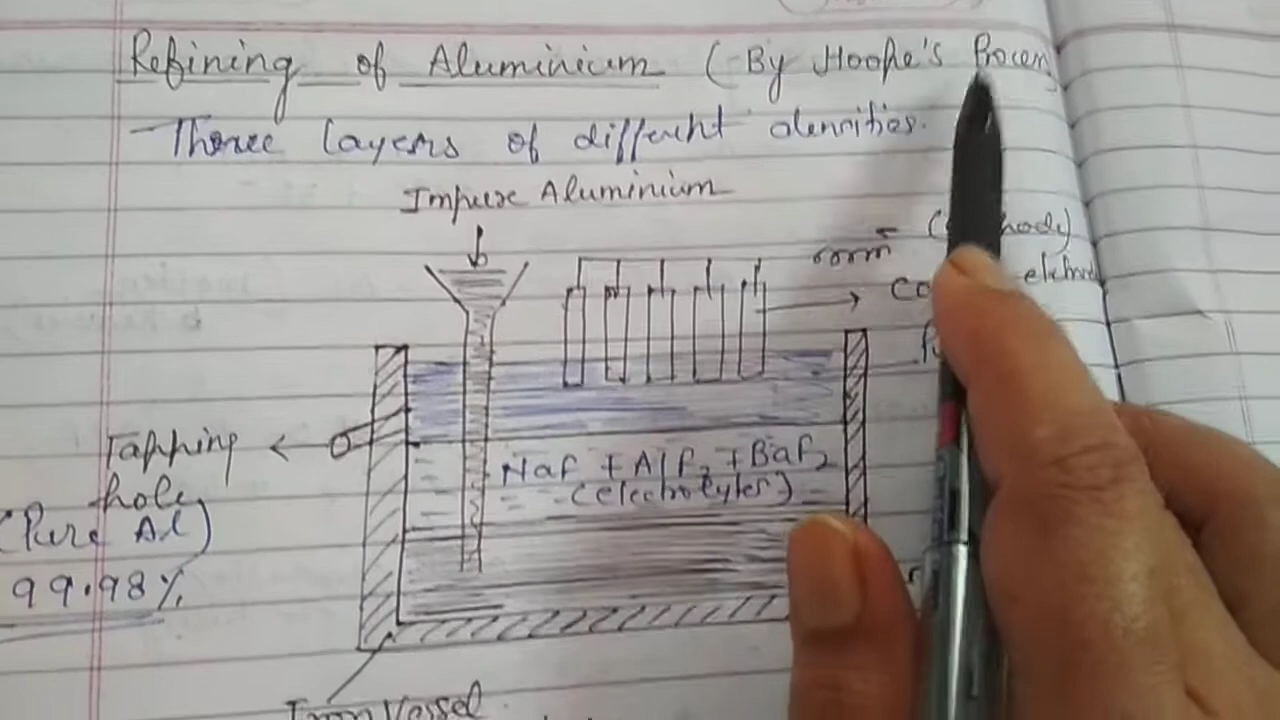 Refining of Aluminium (By Hoope's Process
Three layers of different densities.
Impure Aluminium
Tapping
hole
(Pure Al)
99.98%
NaF + AlF3 + BaF2
(electrolytes)
Iron Vessel